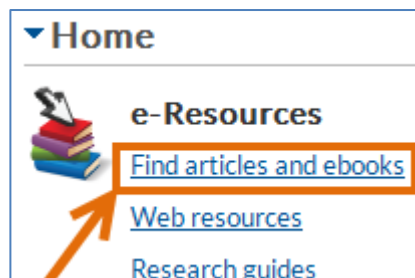 Home
e-Resources
Find articles and ebooks
Web resources
Research guides